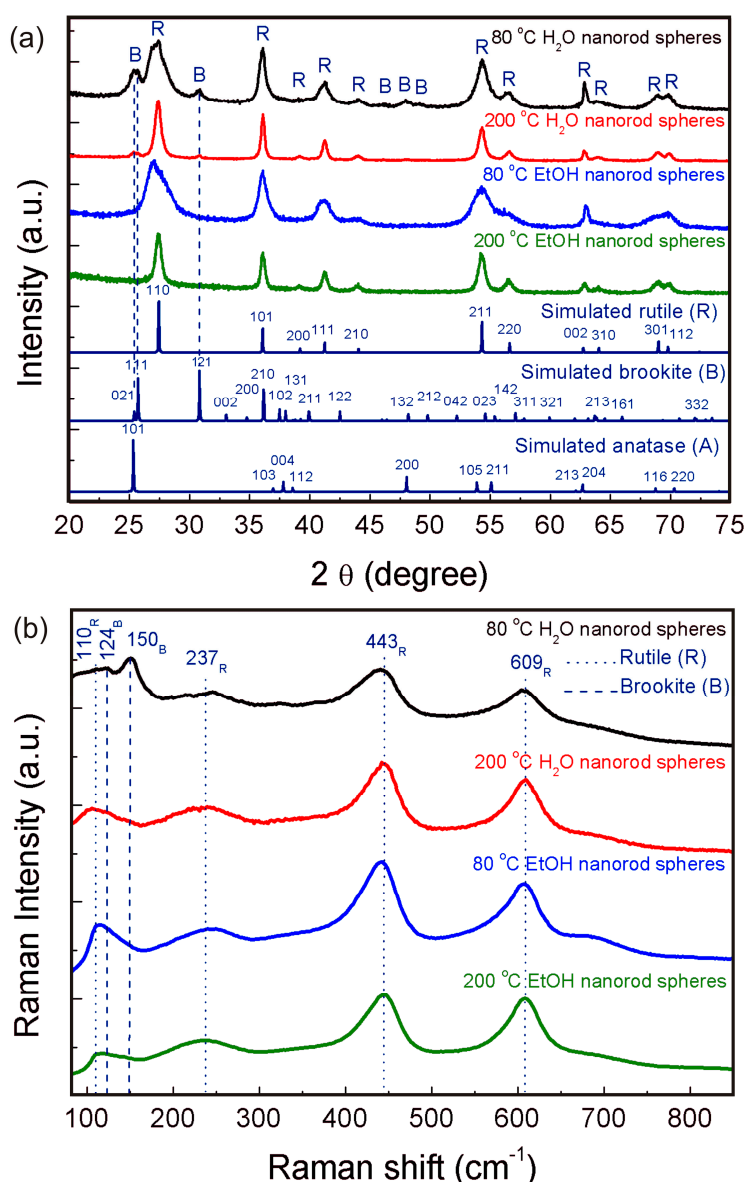 (a)
B R B R R R R B B B R R R R R R
80 °C H2O nanorod spheres
200 °C H2O nanorod spheres
80 °C EtOH nanorod spheres
200 °C EtOH nanorod spheres
110 101 200 111 210 211 220 002 310 301 112
Simulated rutile (R)
021 111 121 002 200 210 102 131 211 122 132 212 042 023 142 311 321 213 161 332
Simulated brookite (B)
101 103 004 112 200 105 211 213 204 116 220
Simulated anatase (A)
Intensity (a.u.)
20 25 30 35 40 45 50 55 60 65 70 75
2 θ (degree)
(b)
110R 124B 150B 237R 443R 609R
80 °C H2O nanorod spheres
Rutile (R)
Brookite (B)
200 °C H2O nanorod spheres
80 °C EtOH nanorod spheres
200 °C EtOH nanorod spheres
Raman Intensity (a.u.)
100 200 300 400 500 600 700 800
Raman shift (cm-1)